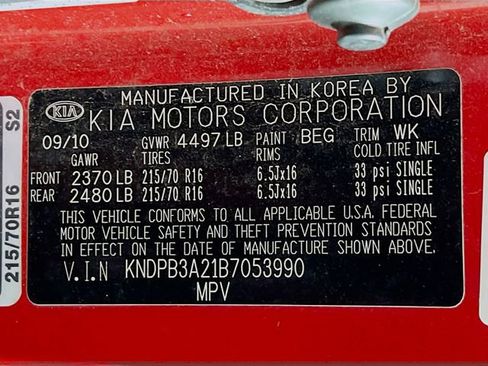 MANUFACTURED IN KOREA BY
KIA KIA MOTORS CORPORATION
09/10 GVWR 4497 LB PAINT BEG TRIM WK
GAWR TIRES RIMS COLD TIRE INFL
FRONT 2370 LB 215/70 R16 6.5Jx16 33 psi SINGLE
REAR 2480 LB 215/70 R16 6.5Jx16 33 psi SINGLE
THIS VEHICLE CONFORMS TO ALL APPLICABLE U.S.A. FEDERAL
MOTOR VEHICLE SAFETY AND THEFT PREVENTION STANDARDS
IN EFFECT ON THE DATE OF MANUFACTURE SHOWN ABOVE.
V.I.N KNDPB3A21B7053990
MPV
215/70R16 S2